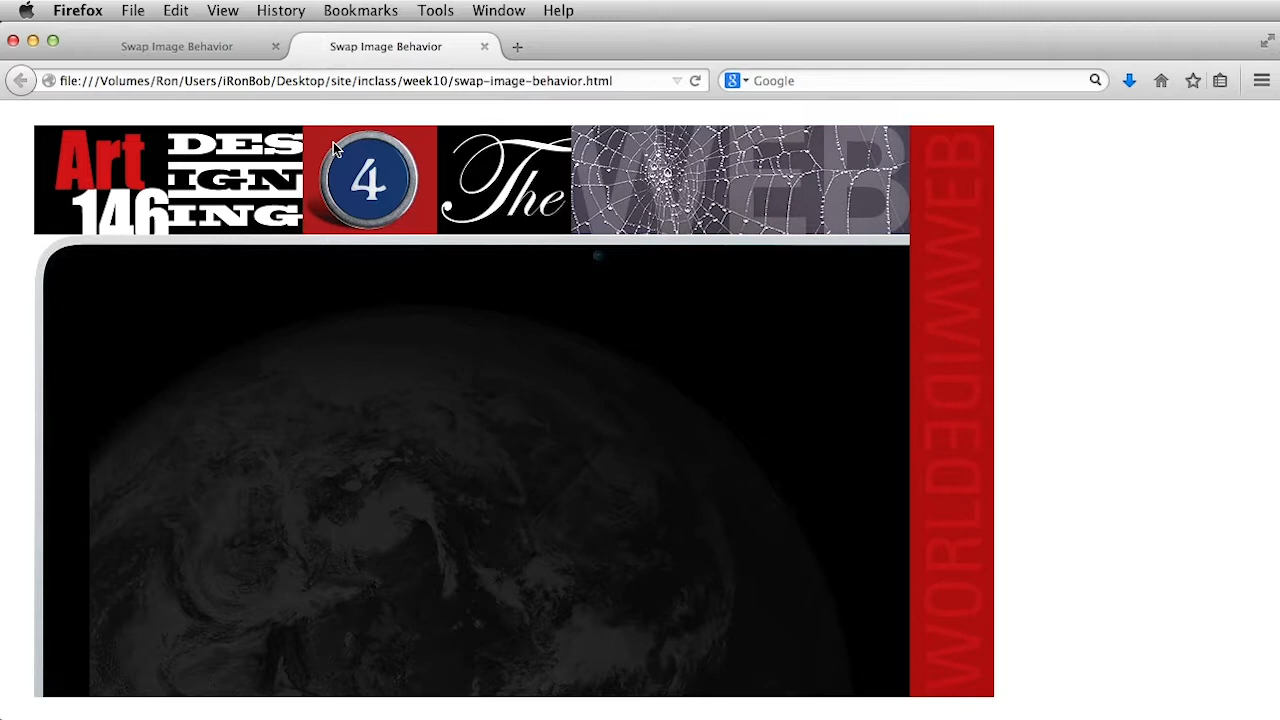 Firefox File Edit View History Bookmarks Tools Window Help
Swap Image Behavior Swap Image Behavior
file:///Volumes/Ron/Users/iRonBob/Desktop/site/inclass/week10/swap-image-behavior.html Google
Art
146
DES
IGN
ING
4
The
WEB
WORLDEDIMWEB